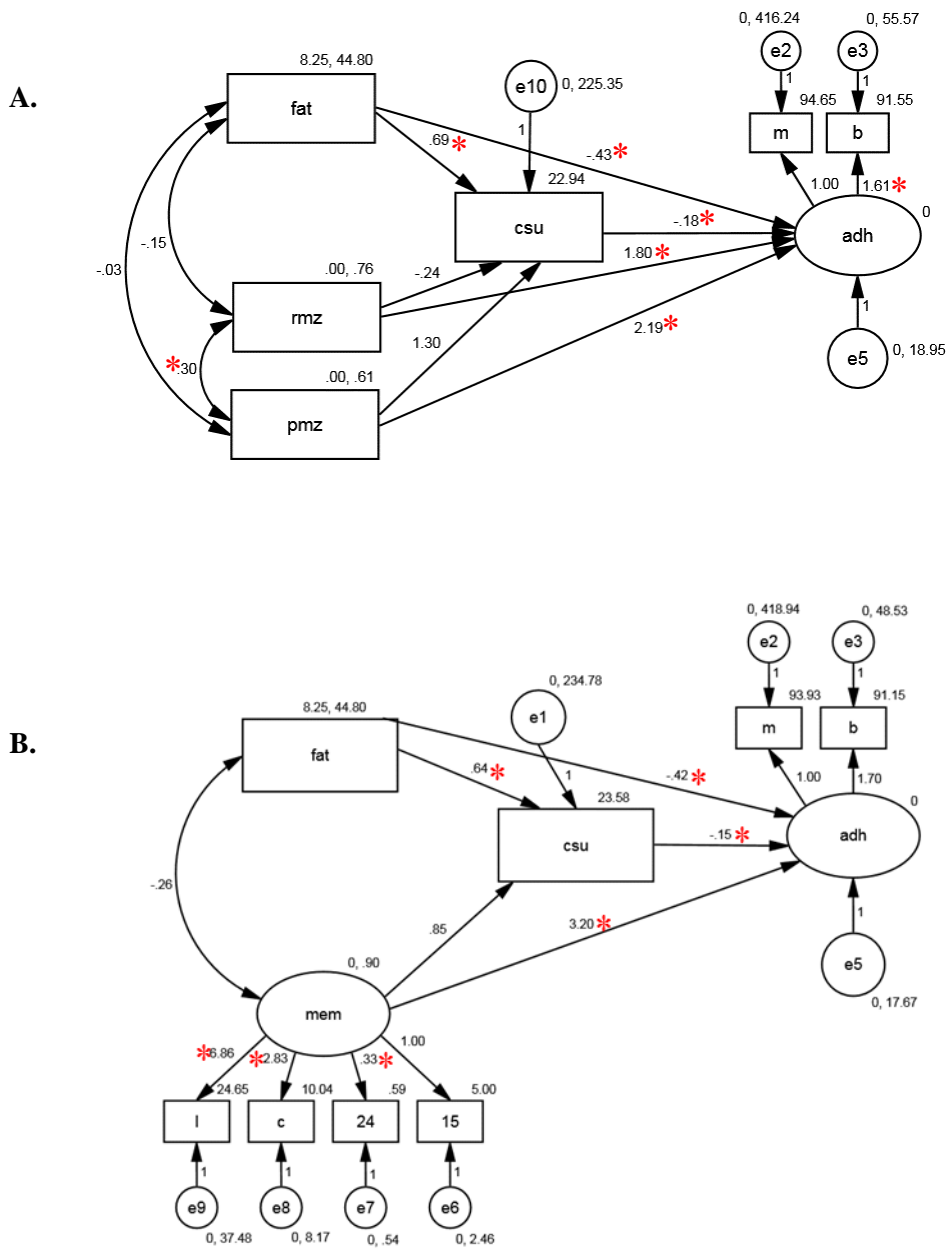 A.
0, 416.24
0, 55.57
e2
e3
8.25, 44.80
e10
0, 225.35
1
1
94.65
91.55
fat
m
b
1
.69*
-.43*
1.00
1.61*
22.94
0
csu
-.18*
adh
-.15
1.80*
-.03
.00, .76
-.24
rmz
2.19*
1
1.30
e5
0, 18.95
*.30
.00, .61
pmz
0, 418.94
0, 48.53
e2
e3
0, 234.78
1
1
8.25, 44.80
e1
93.93
91.15
B.
fat
m
b
.64*
1
-.42*
1.00
1.70
23.58
0
csu
-.15*
adh
-.26
.85
3.20*
1
0, .90
e5
0, 17.67
mem
*6.86
*2.83
.33*
1.00
24.65
10.04
.59
5.00
l
c
24
15
1
1
1
1
e9
e8
e7
e6
0, 37.48
0, 8.17
0, .54
0, 2.46